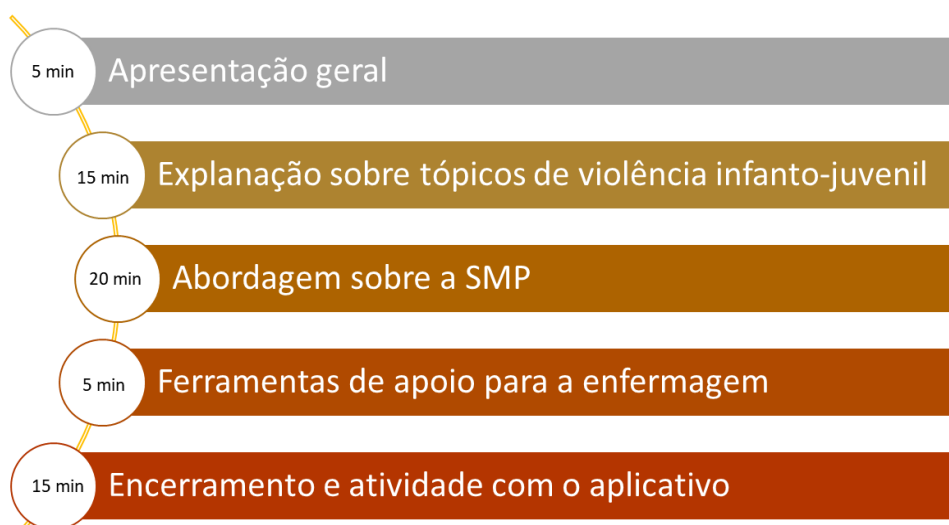 5 min
Apresentação geral
15 min
Explanação sobre tópicos de violência infanto-juvenil
20 min
Abordagem sobre a SMP
5 min
Ferramentas de apoio para a enfermagem
15 min
Encerramento e atividade com o aplicativo